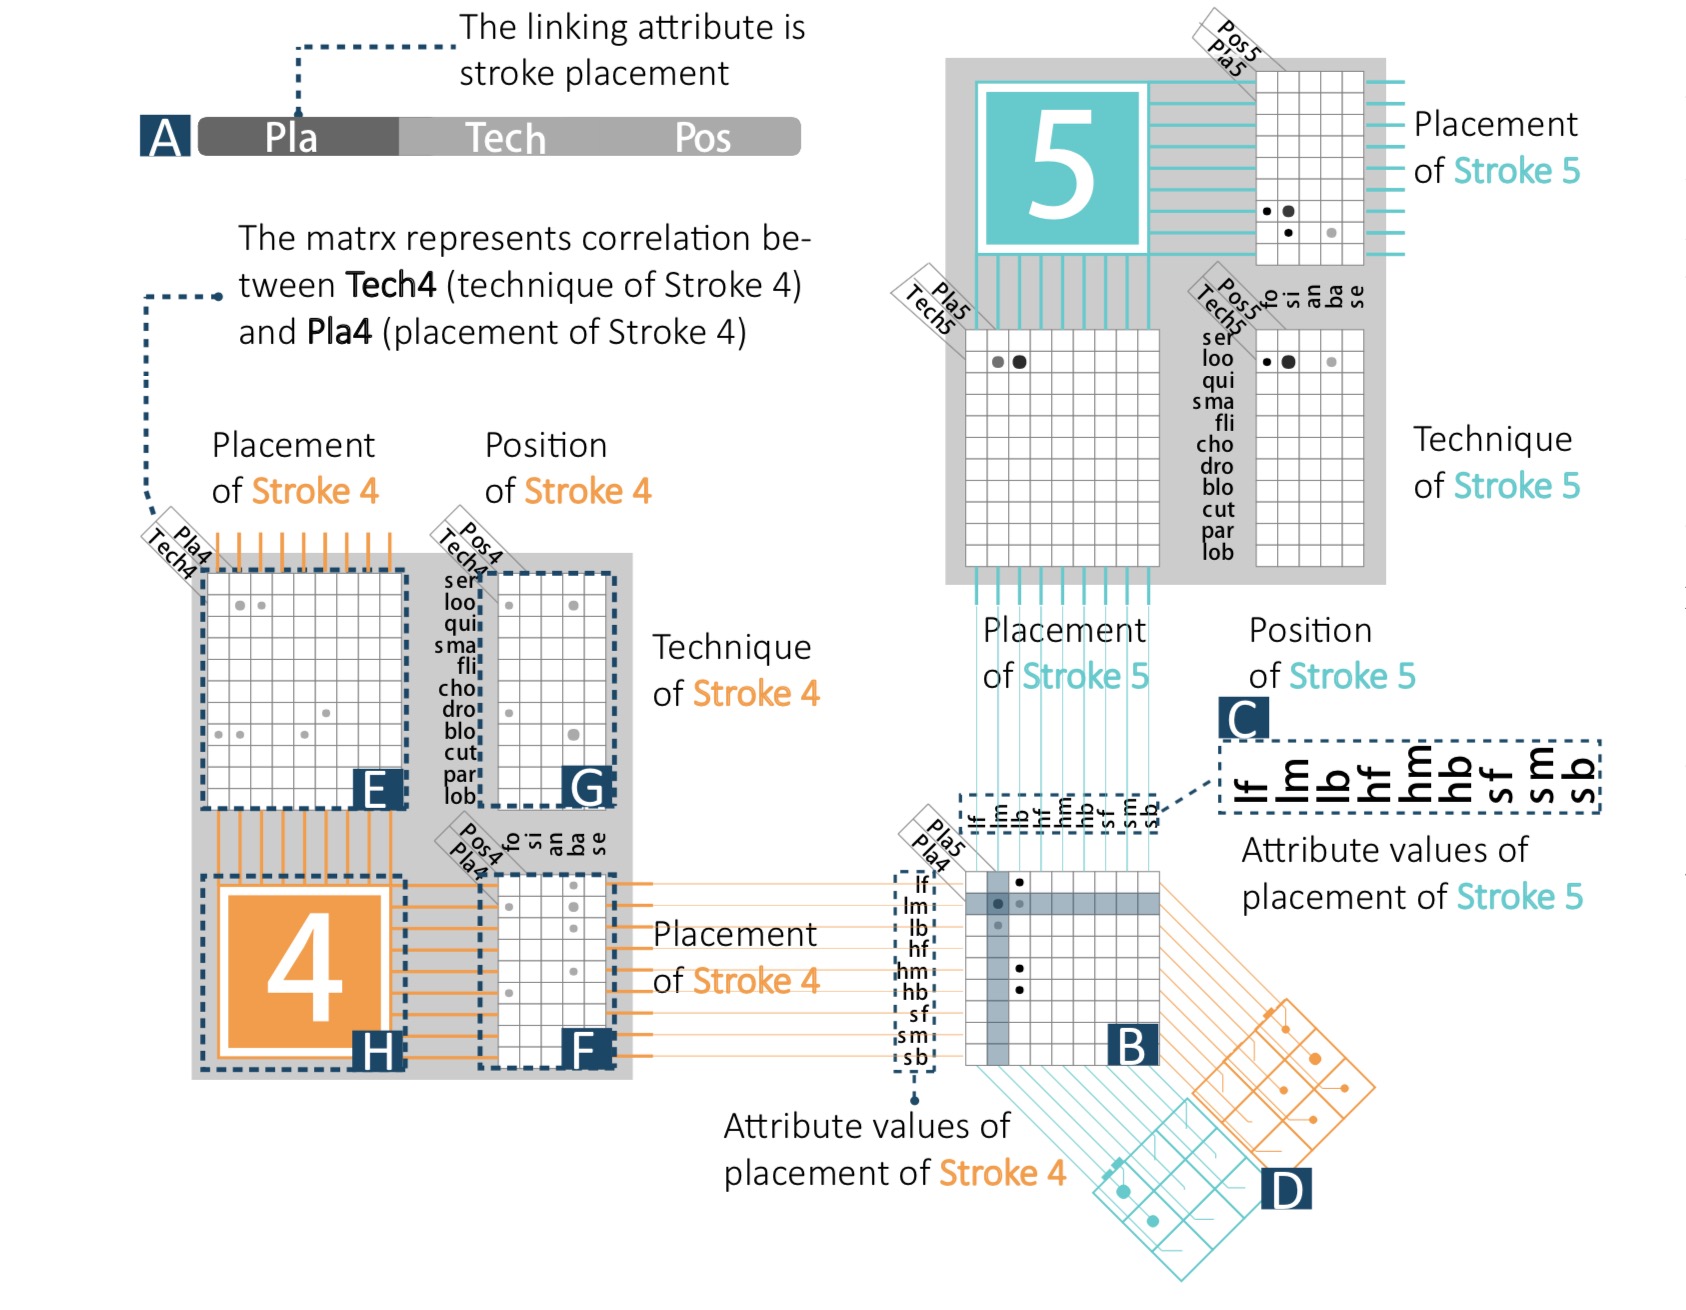 The linking attribute is
stroke placement
A
Pla Tech Pos
The matrx represents correlation be-
tween Tech4 (technique of Stroke 4)
and Pla4 (placement of Stroke 4)
Pos5
Pla5
5
Placement
of Stroke 5
Pla5
Tech5
Pos5
Tech5
fo si an ba se
ser
loo
qui
sma
fli
cho
dro
blo
cut
par
lob
Technique
of Stroke 5
Placement
of Stroke 5
Position
of Stroke 5
Placement
of Stroke 4
Position
of Stroke 4
Pla4
Tech4
Pos4
Tech4
ser
loo
qui
sma
fli
cho
dro
blo
cut
par
lob
E
G
Technique
of Stroke 4
Pos4
Pla4
fo si an ba se
4
H
F
Placement
of Stroke 4
C
lf lm lb hf hm hb sf sm sb
Attribute values of
placement of Stroke 5
Pla5
Pla4
lf lm lb hf hm hb sf sm sb
lf
lm
lb
hf
hm
hb
sf
sm
sb
B
D
Attribute values of
placement of Stroke 4